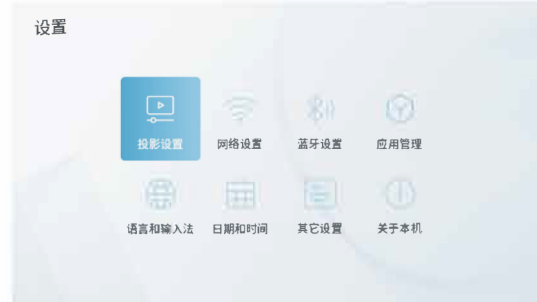 设置
投影设置 网络设置 蓝牙设置 应用管理
语言和输入法 日期和时间 其它设置 关于本机